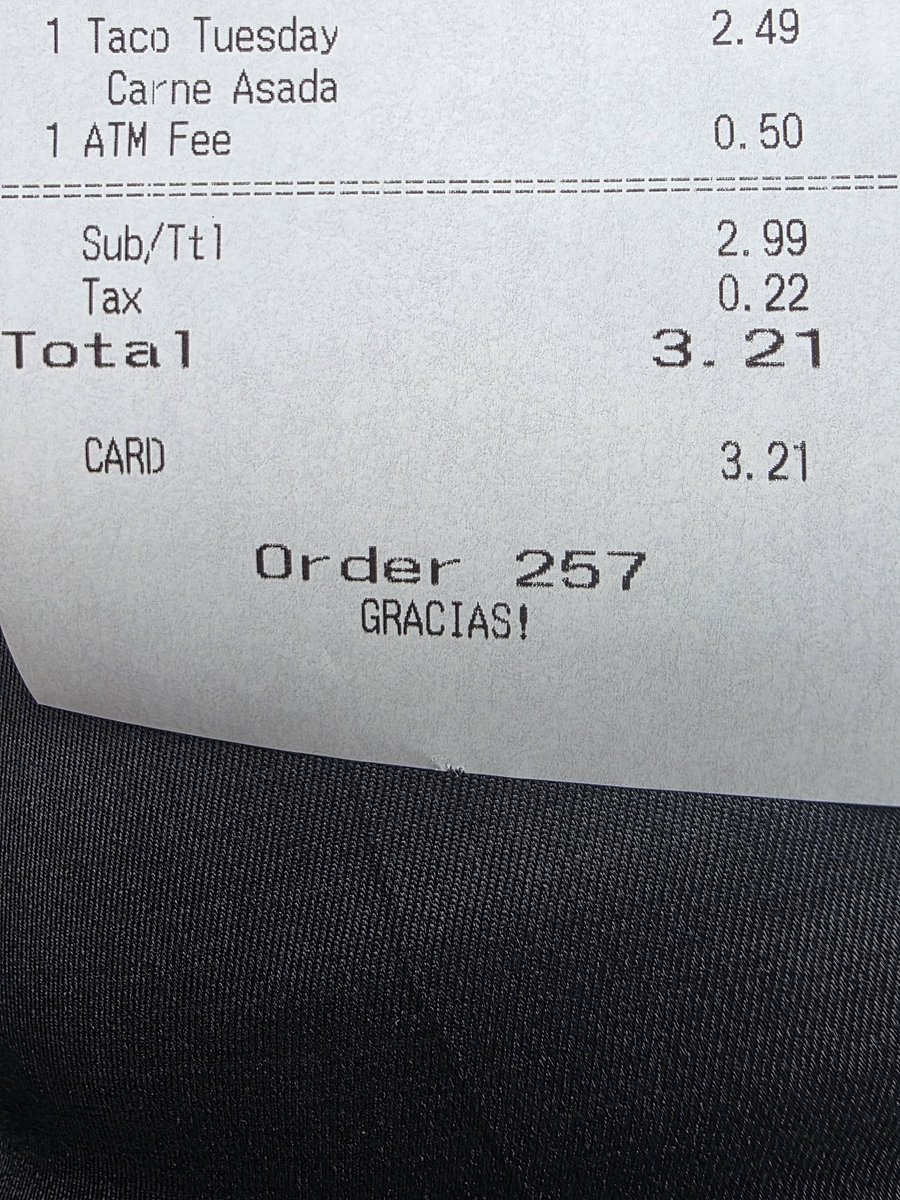 1 Taco Tuesday 2.49
Carne Asada
1 ATM Fee 0.50
Sub/Ttl 2.99
Tax 0.22
Total 3.21
CARD 3.21
Order 257
GRACIAS!